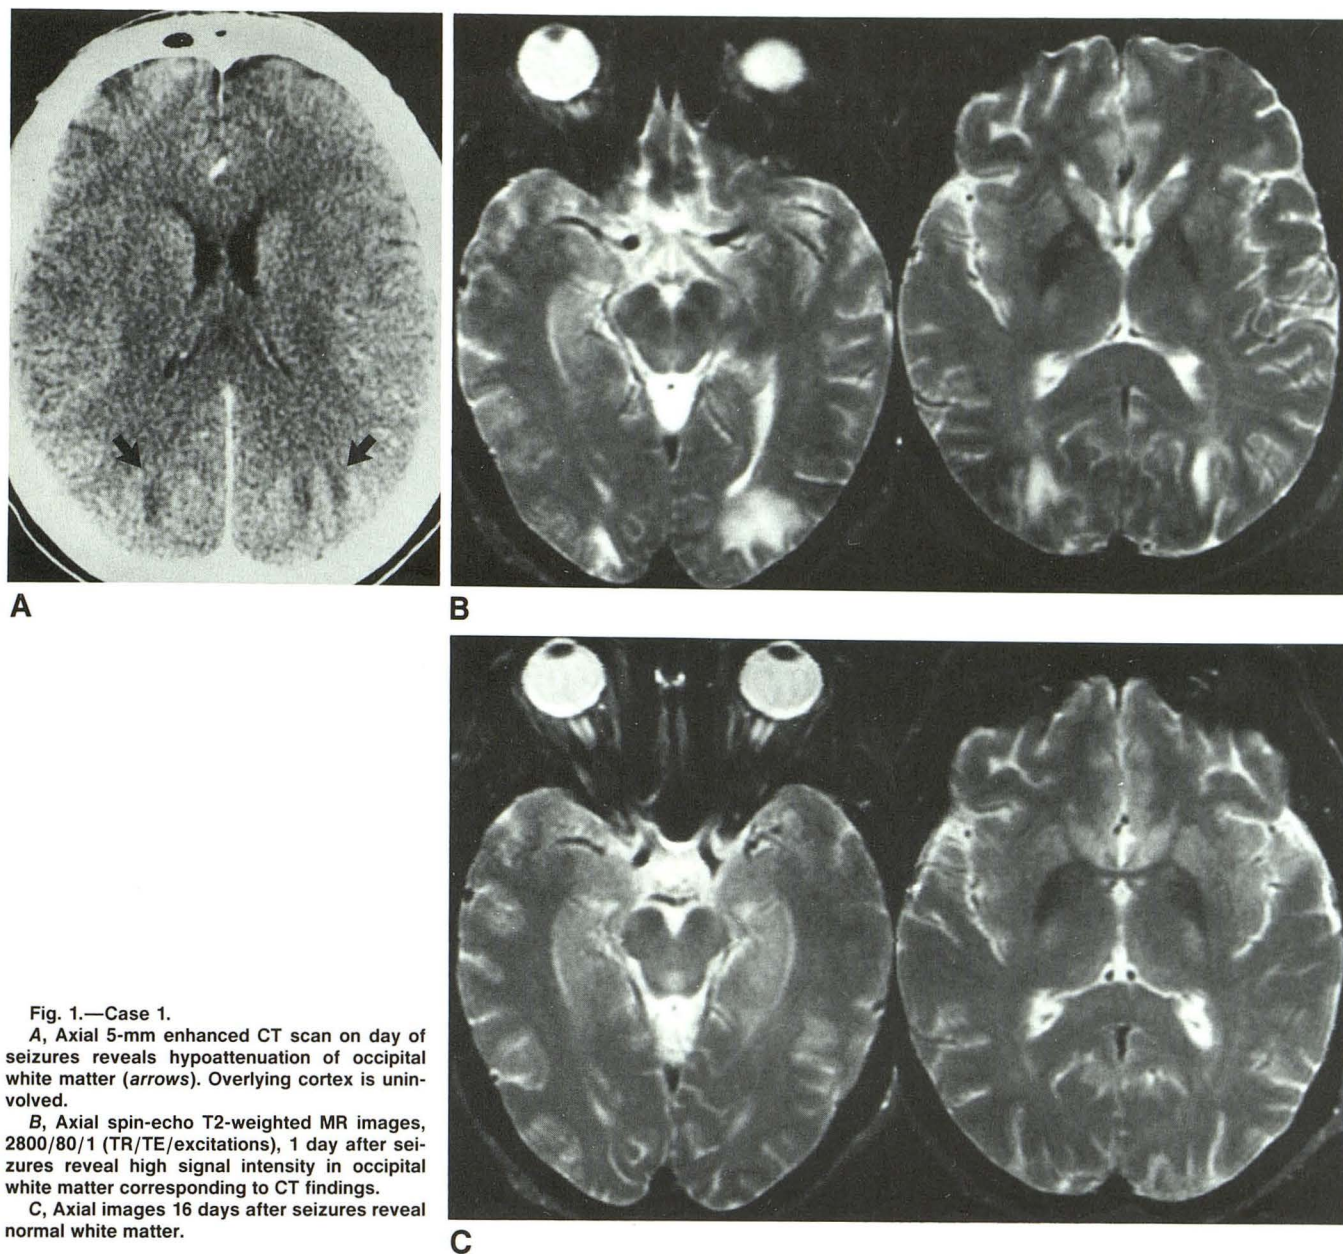 A
B
Fig. 1.—Case 1.
A, Axial 5-mm enhanced CT scan on day of
seizures reveals hypoattenuation of occipital
white matter (arrows). Overlying cortex is unin-
volved.
B, Axial spin-echo T2-weighted MR images,
2800/80/1 (TR/TE/excitations), 1 day after sei-
zures reveal high signal intensity in occipital
white matter corresponding to CT findings.
C, Axial images 16 days after seizures reveal
normal white matter.
C